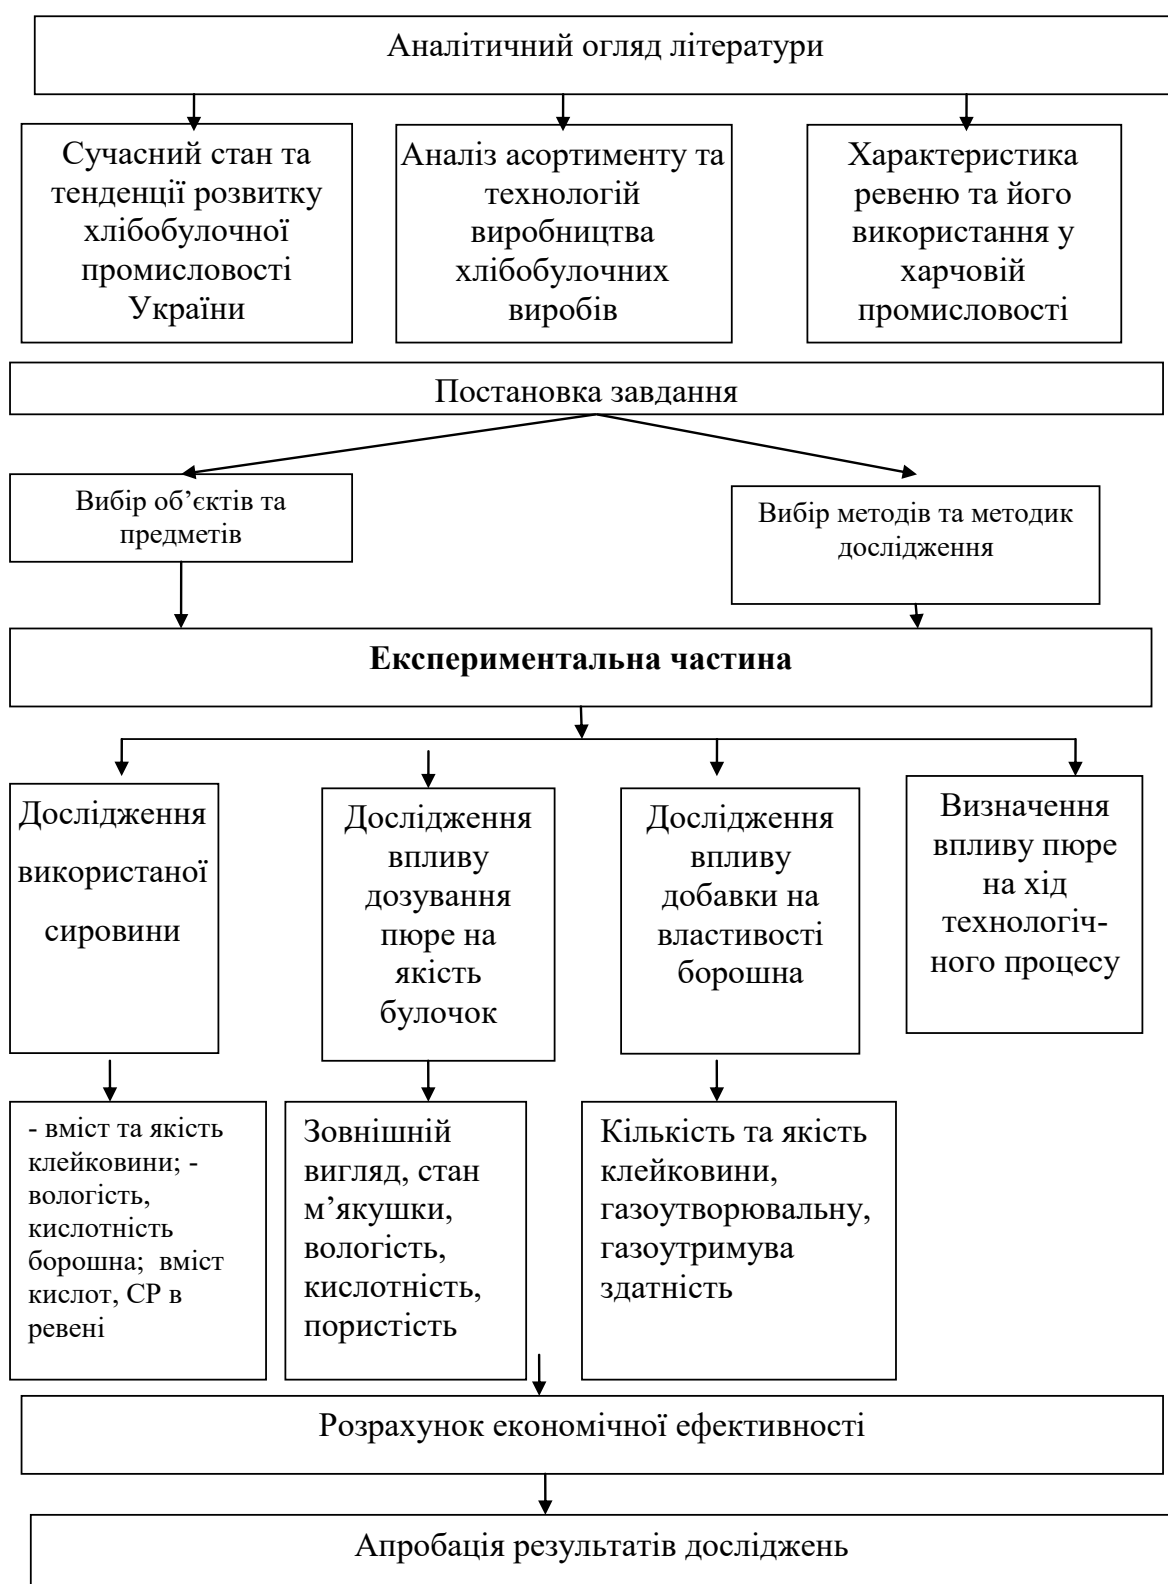 Аналітичний огляд літератури
Сучасний стан та
тенденції розвитку
хлібобулочної
промисловості
України
Аналіз асортименту та
технологій
виробництва
хлібобулочних
виробів
Характеристика
ревеню та його
використання у
харчовій
промисловості
Постановка завдання
Вибір об’єктів та
предметів
Вибір методів та методик
дослідження
Експериментальна частина
Дослідження
використаної
сировини
Дослідження
впливу
дозування
пюре на
якість
булочок
Дослідження
впливу
добавки на
властивості
борошна
Визначення
впливу пюре
на хід
технологіч-
ного процесу
- вміст та якість
клейковини; -
вологість,
кислотність
борошна;  вміст
кислот, СР в
ревені
Зовнішній
вигляд, стан
м’якушки,
вологість,
кислотність,
пористість
Кількість та якість
клейковини,
газоутворювальну,
газоутримува
здатність
Розрахунок економічної ефективності
Апробація результатів досліджень